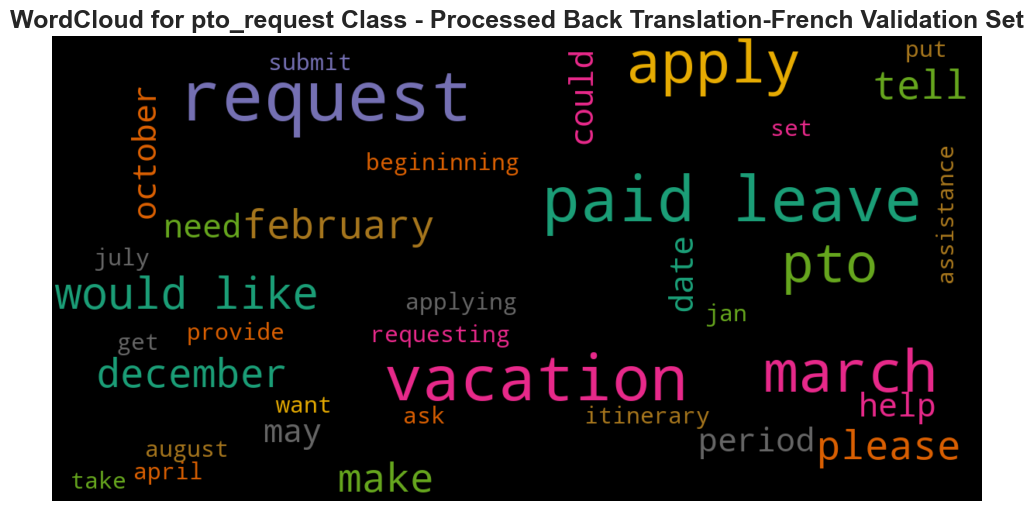 WordCloud for pto_request Class - Processed Back Translation-French Validation Set
submit
request
october
begininning
need
february
july
would like
provide
get
december
want
may
august
april
take
make
applying
requesting
vacation
ask
could
apply
put
tell
set
paid leave
assistance
date
pto
jan
march
help
itinerary
period
please